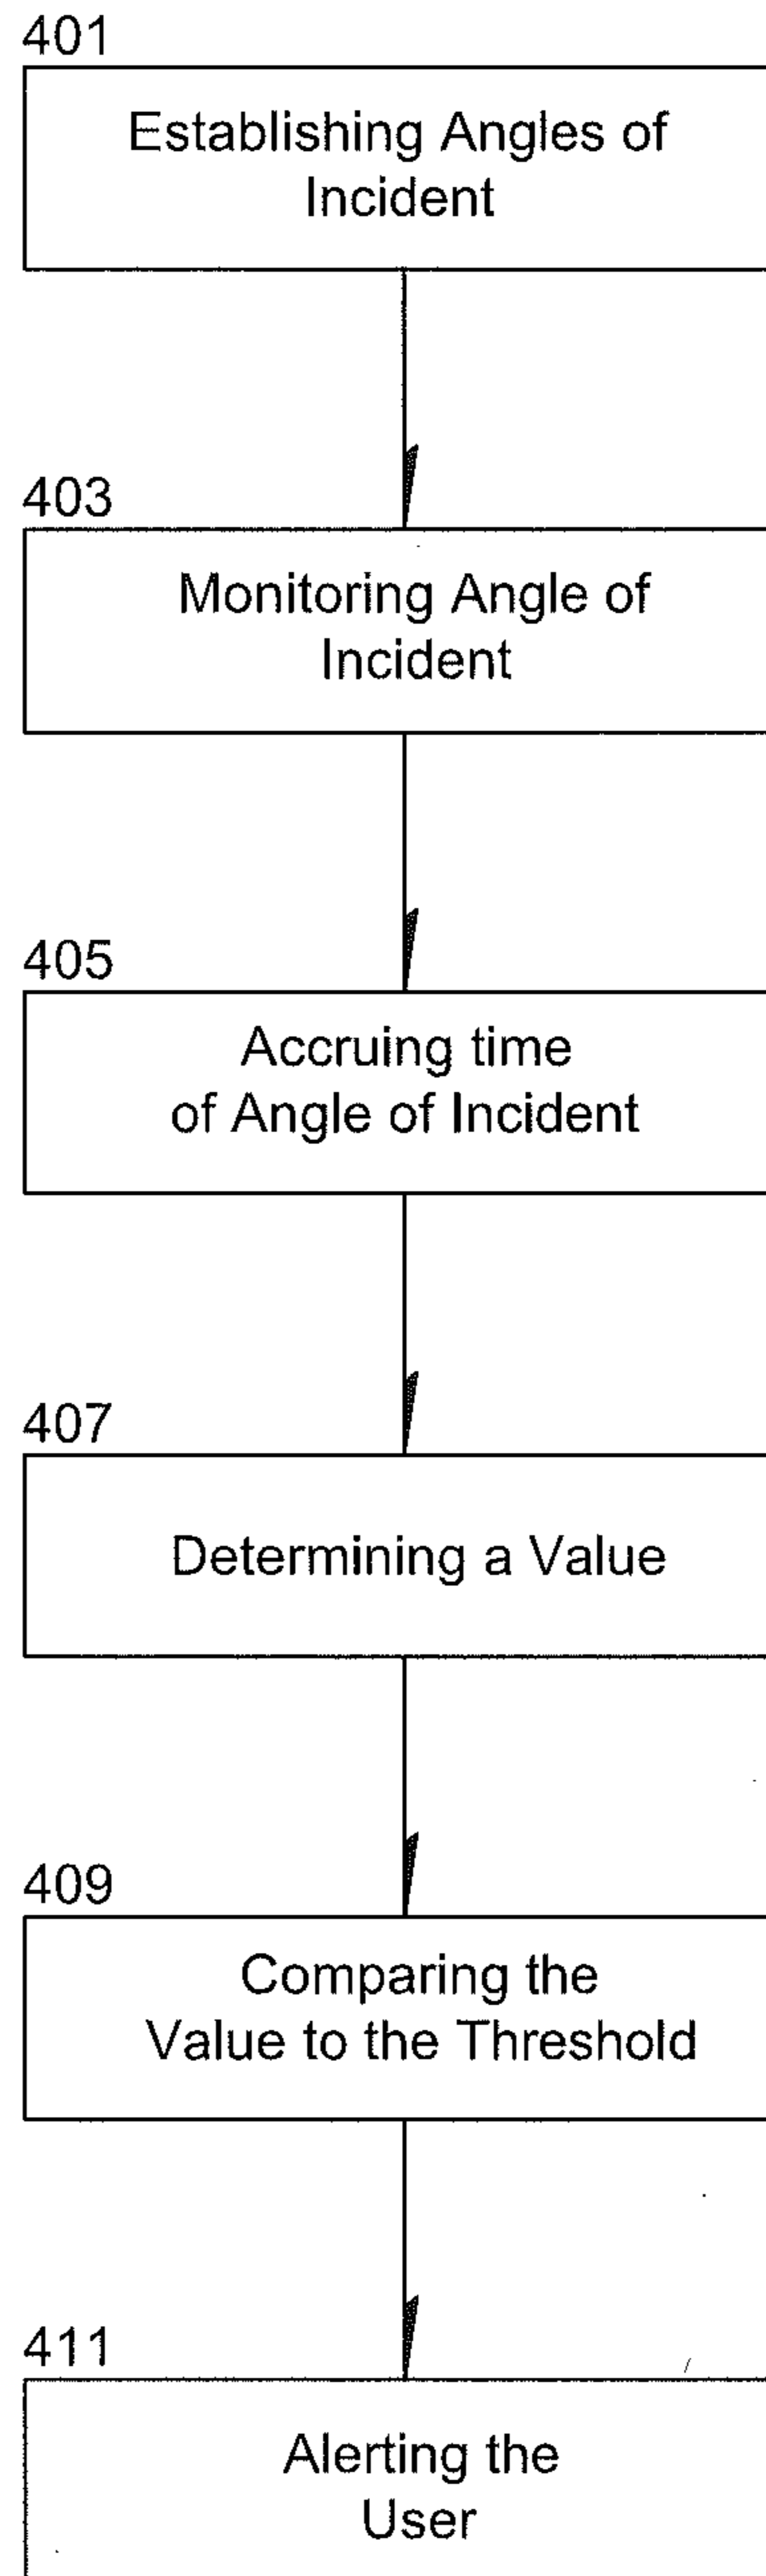 401
Establishing Angles of
Incident
403
Monitoring Angle of
Incident
405
Accruing time
of Angle of Incident
407
Determining a Value
409
Comparing the
Value to the Threshold
411
Alerting the
User